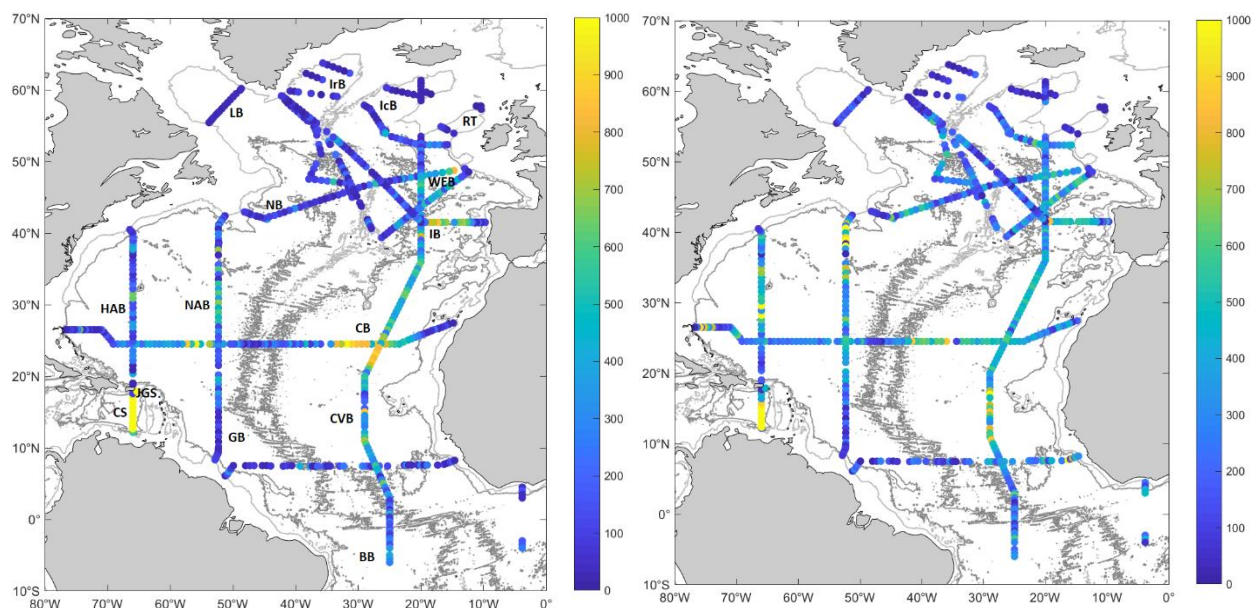 70°N
60°N
50°N
40°N
30°N
20°N
10°N
0°
10°S
80°W
70°W
60°W
50°W
40°W
30°W
20°W
10°W
0°
LB
IrB
IcB
RT
NB
WEB
IB
HAB
NAB
CB
JGS
CS
GB
CVB
BB
1000
900
800
700
600
500
400
300
200
100
0
70°N
60°N
50°N
40°N
30°N
20°N
10°N
0°
10°S
80°W
70°W
60°W
50°W
40°W
30°W
20°W
10°W
0°
1000
900
800
700
600
500
400
300
200
100
0